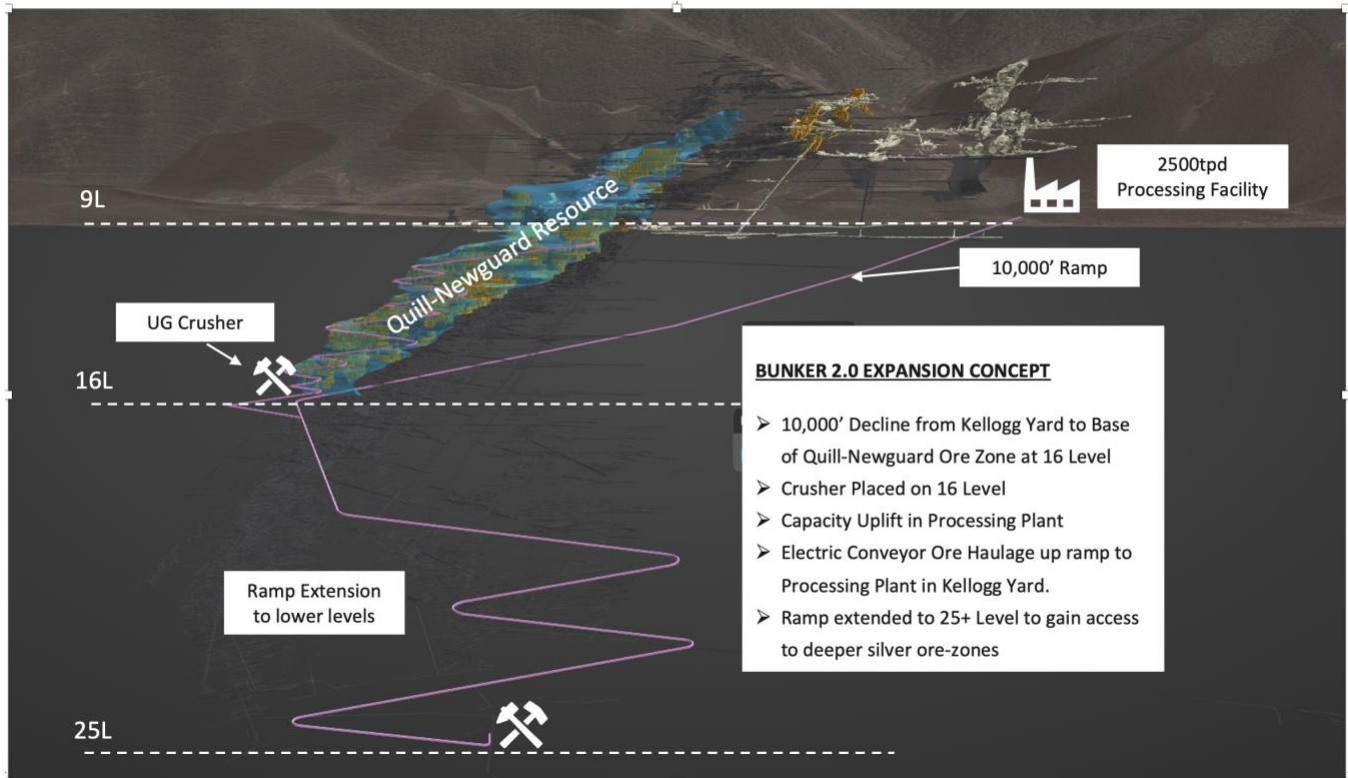 2500tpd
Processing Facility
9L
Quill-Newguard Resource
10,000' Ramp
UG Crusher
16L
BUNKER 2.0 EXPANSION CONCEPT
➢ 10,000' Decline from Kellogg Yard to Base
of Quill-Newguard Ore Zone at 16 Level
➢ Crusher Placed on 16 Level
➢ Capacity Uplift in Processing Plant
➢ Electric Conveyor Ore Haulage up ramp to
Processing Plant in Kellogg Yard.
➢ Ramp extended to 25+ Level to gain access
to deeper silver ore-zones
Ramp Extension
to lower levels
25L